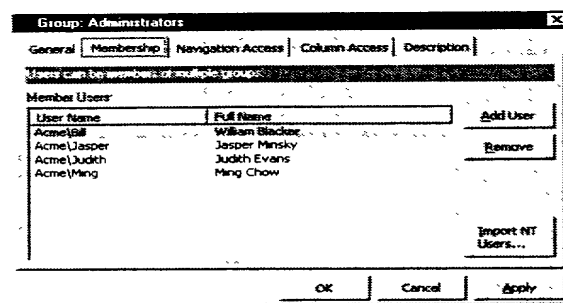 Group: Administrators
General Membership Navigation Access Column Access Description
Users can be members of multiple groups.
Member Users
User Name Full Name
Acme\Bill William Blacker
Acme\Jasper Jasper Minsky
Acme\Judith Judith Evans
Acme\Ming Ming Chow
Add User
Remove
Import NT
Users...
OK Cancel Apply